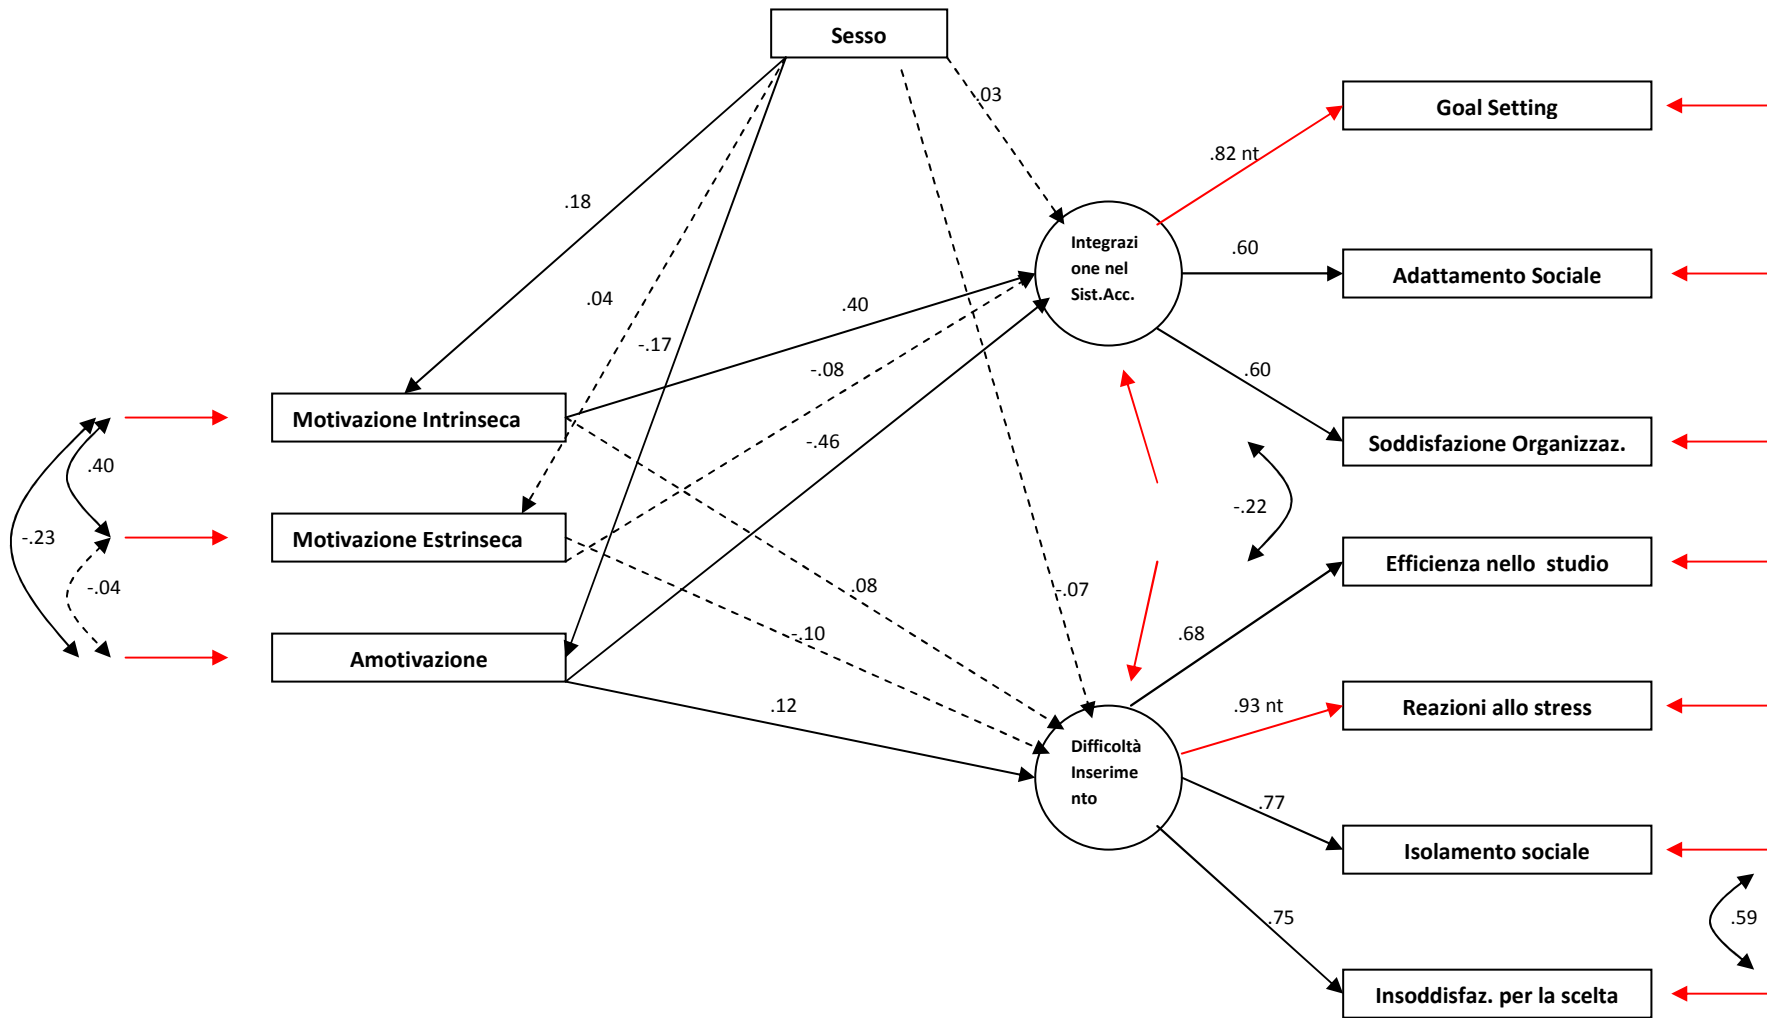 Sesso
.03
Goal Setting
.82 nt
.18
Integrazi
one nel
Sist.Acc.
.60
Adattamento Sociale
.04
.40
-.17
-.08
.60
Motivazione Intrinseca
-.46
Soddisfazione Organizzaz.
.40
-.22
-.23
Motivazione Estrinseca
Efficienza nello  studio
-.04
.08
-.07
-.10
.68
Amotivazione
.12
.93 nt
Reazioni allo stress
Difficoltà
Inserime
nto
.77
Isolamento sociale
.75
.59
Insoddisfaz. per la scelta